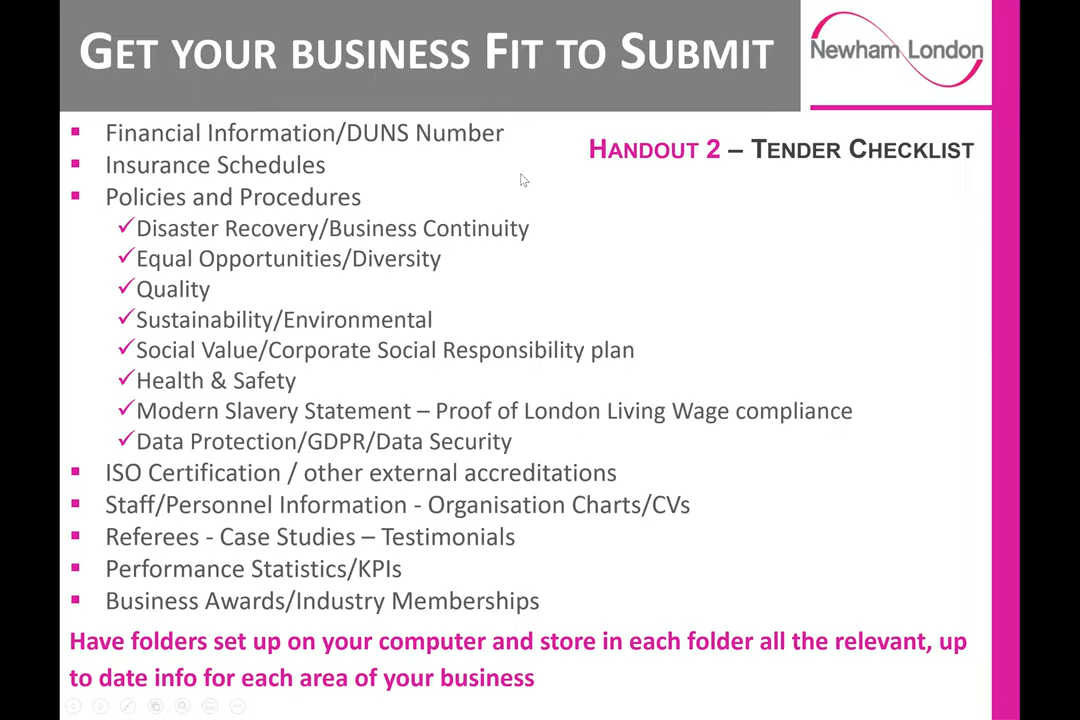 GET YOUR BUSINESS FIT TO SUBMIT
Newham London
HANDOUT 2 – TENDER CHECKLIST
▪ Financial Information/DUNS Number
▪ Insurance Schedules
▪ Policies and Procedures
✓Disaster Recovery/Business Continuity
✓Equal Opportunities/Diversity
✓Quality
✓Sustainability/Environmental
✓Social Value/Corporate Social Responsibility plan
✓Health & Safety
✓Modern Slavery Statement – Proof of London Living Wage compliance
✓Data Protection/GDPR/Data Security
▪ ISO Certification / other external accreditations
▪ Staff/Personnel Information - Organisation Charts/CVs
▪ Referees - Case Studies – Testimonials
▪ Performance Statistics/KPIs
▪ Business Awards/Industry Memberships
Have folders set up on your computer and store in each folder all the relevant, up
to date info for each area of your business